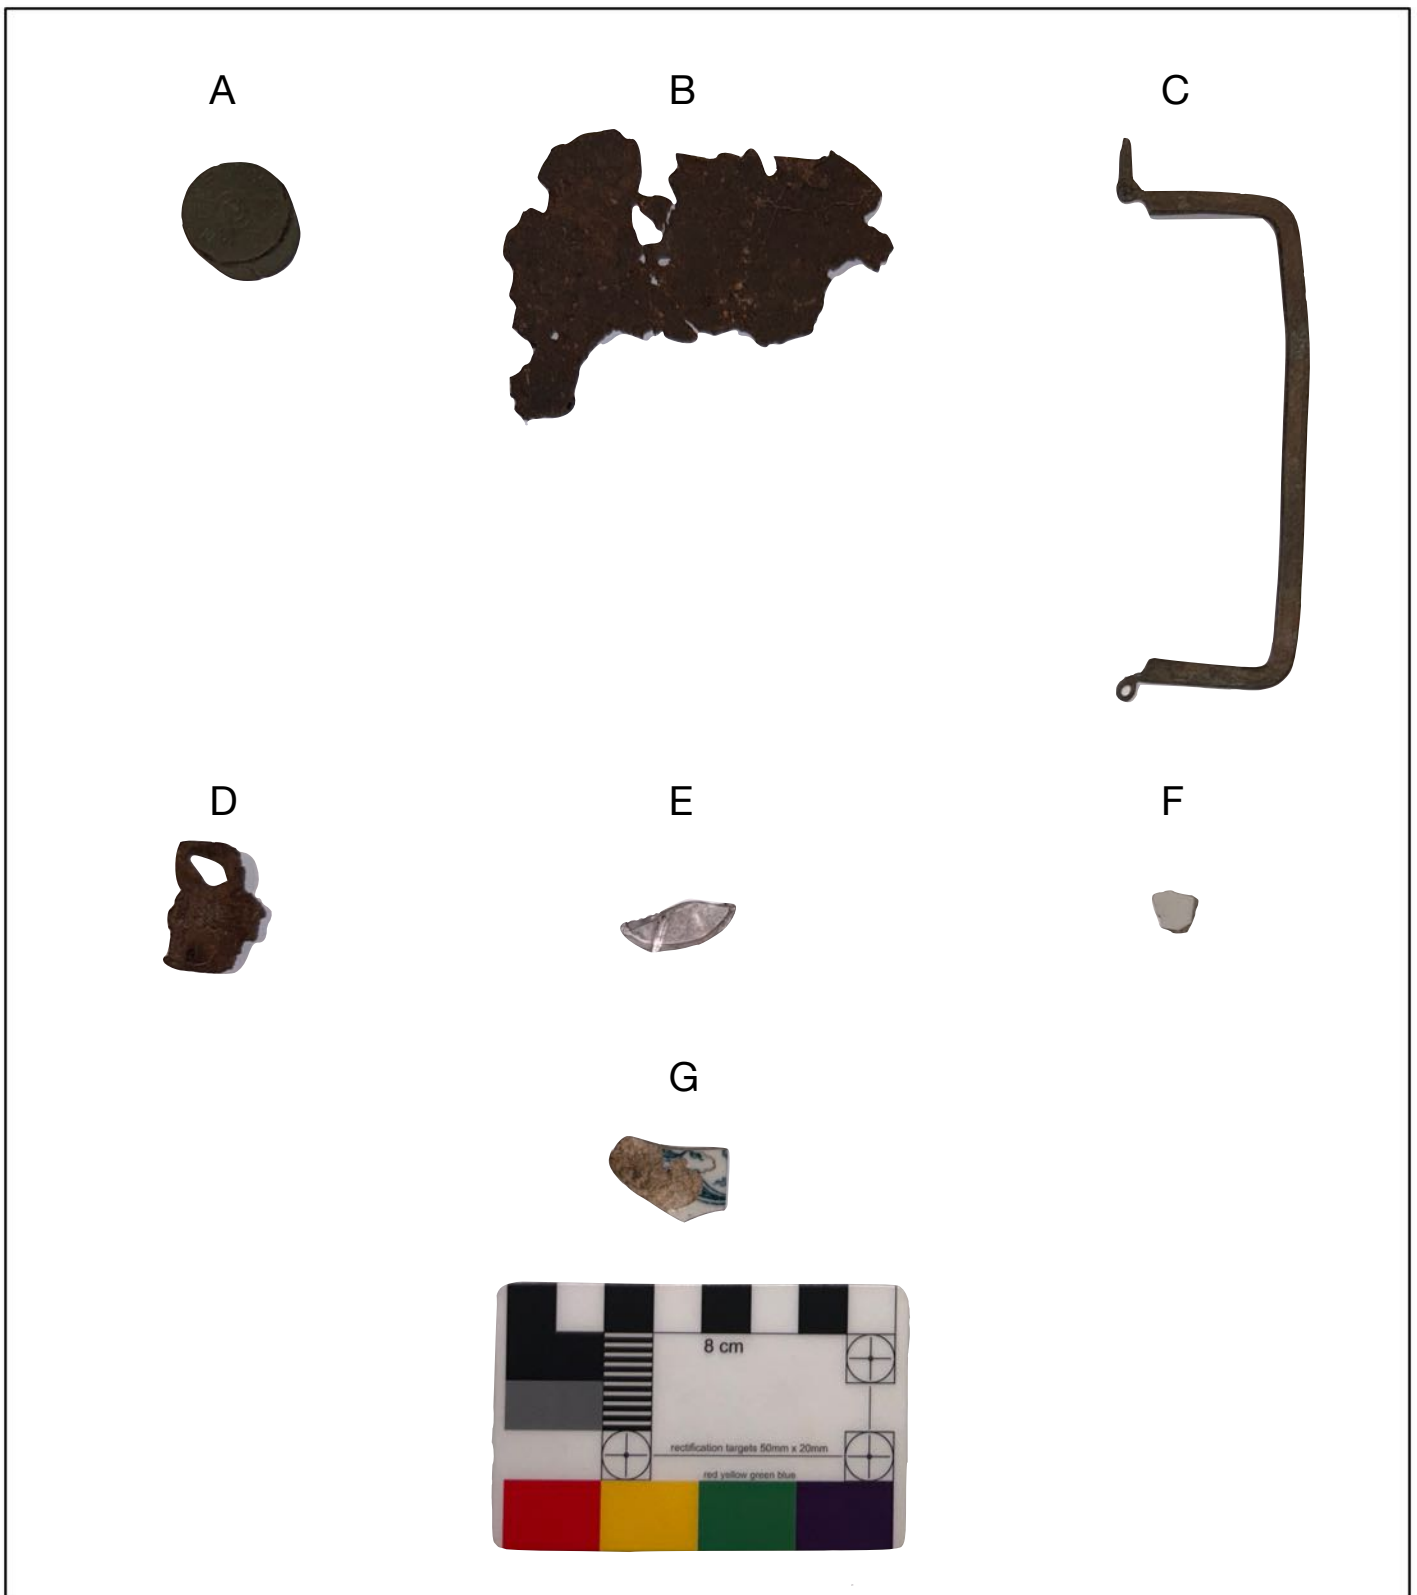 A B C
D E F
G
8 cm
rectification targets 50mm x 20mm
red yellow green blue